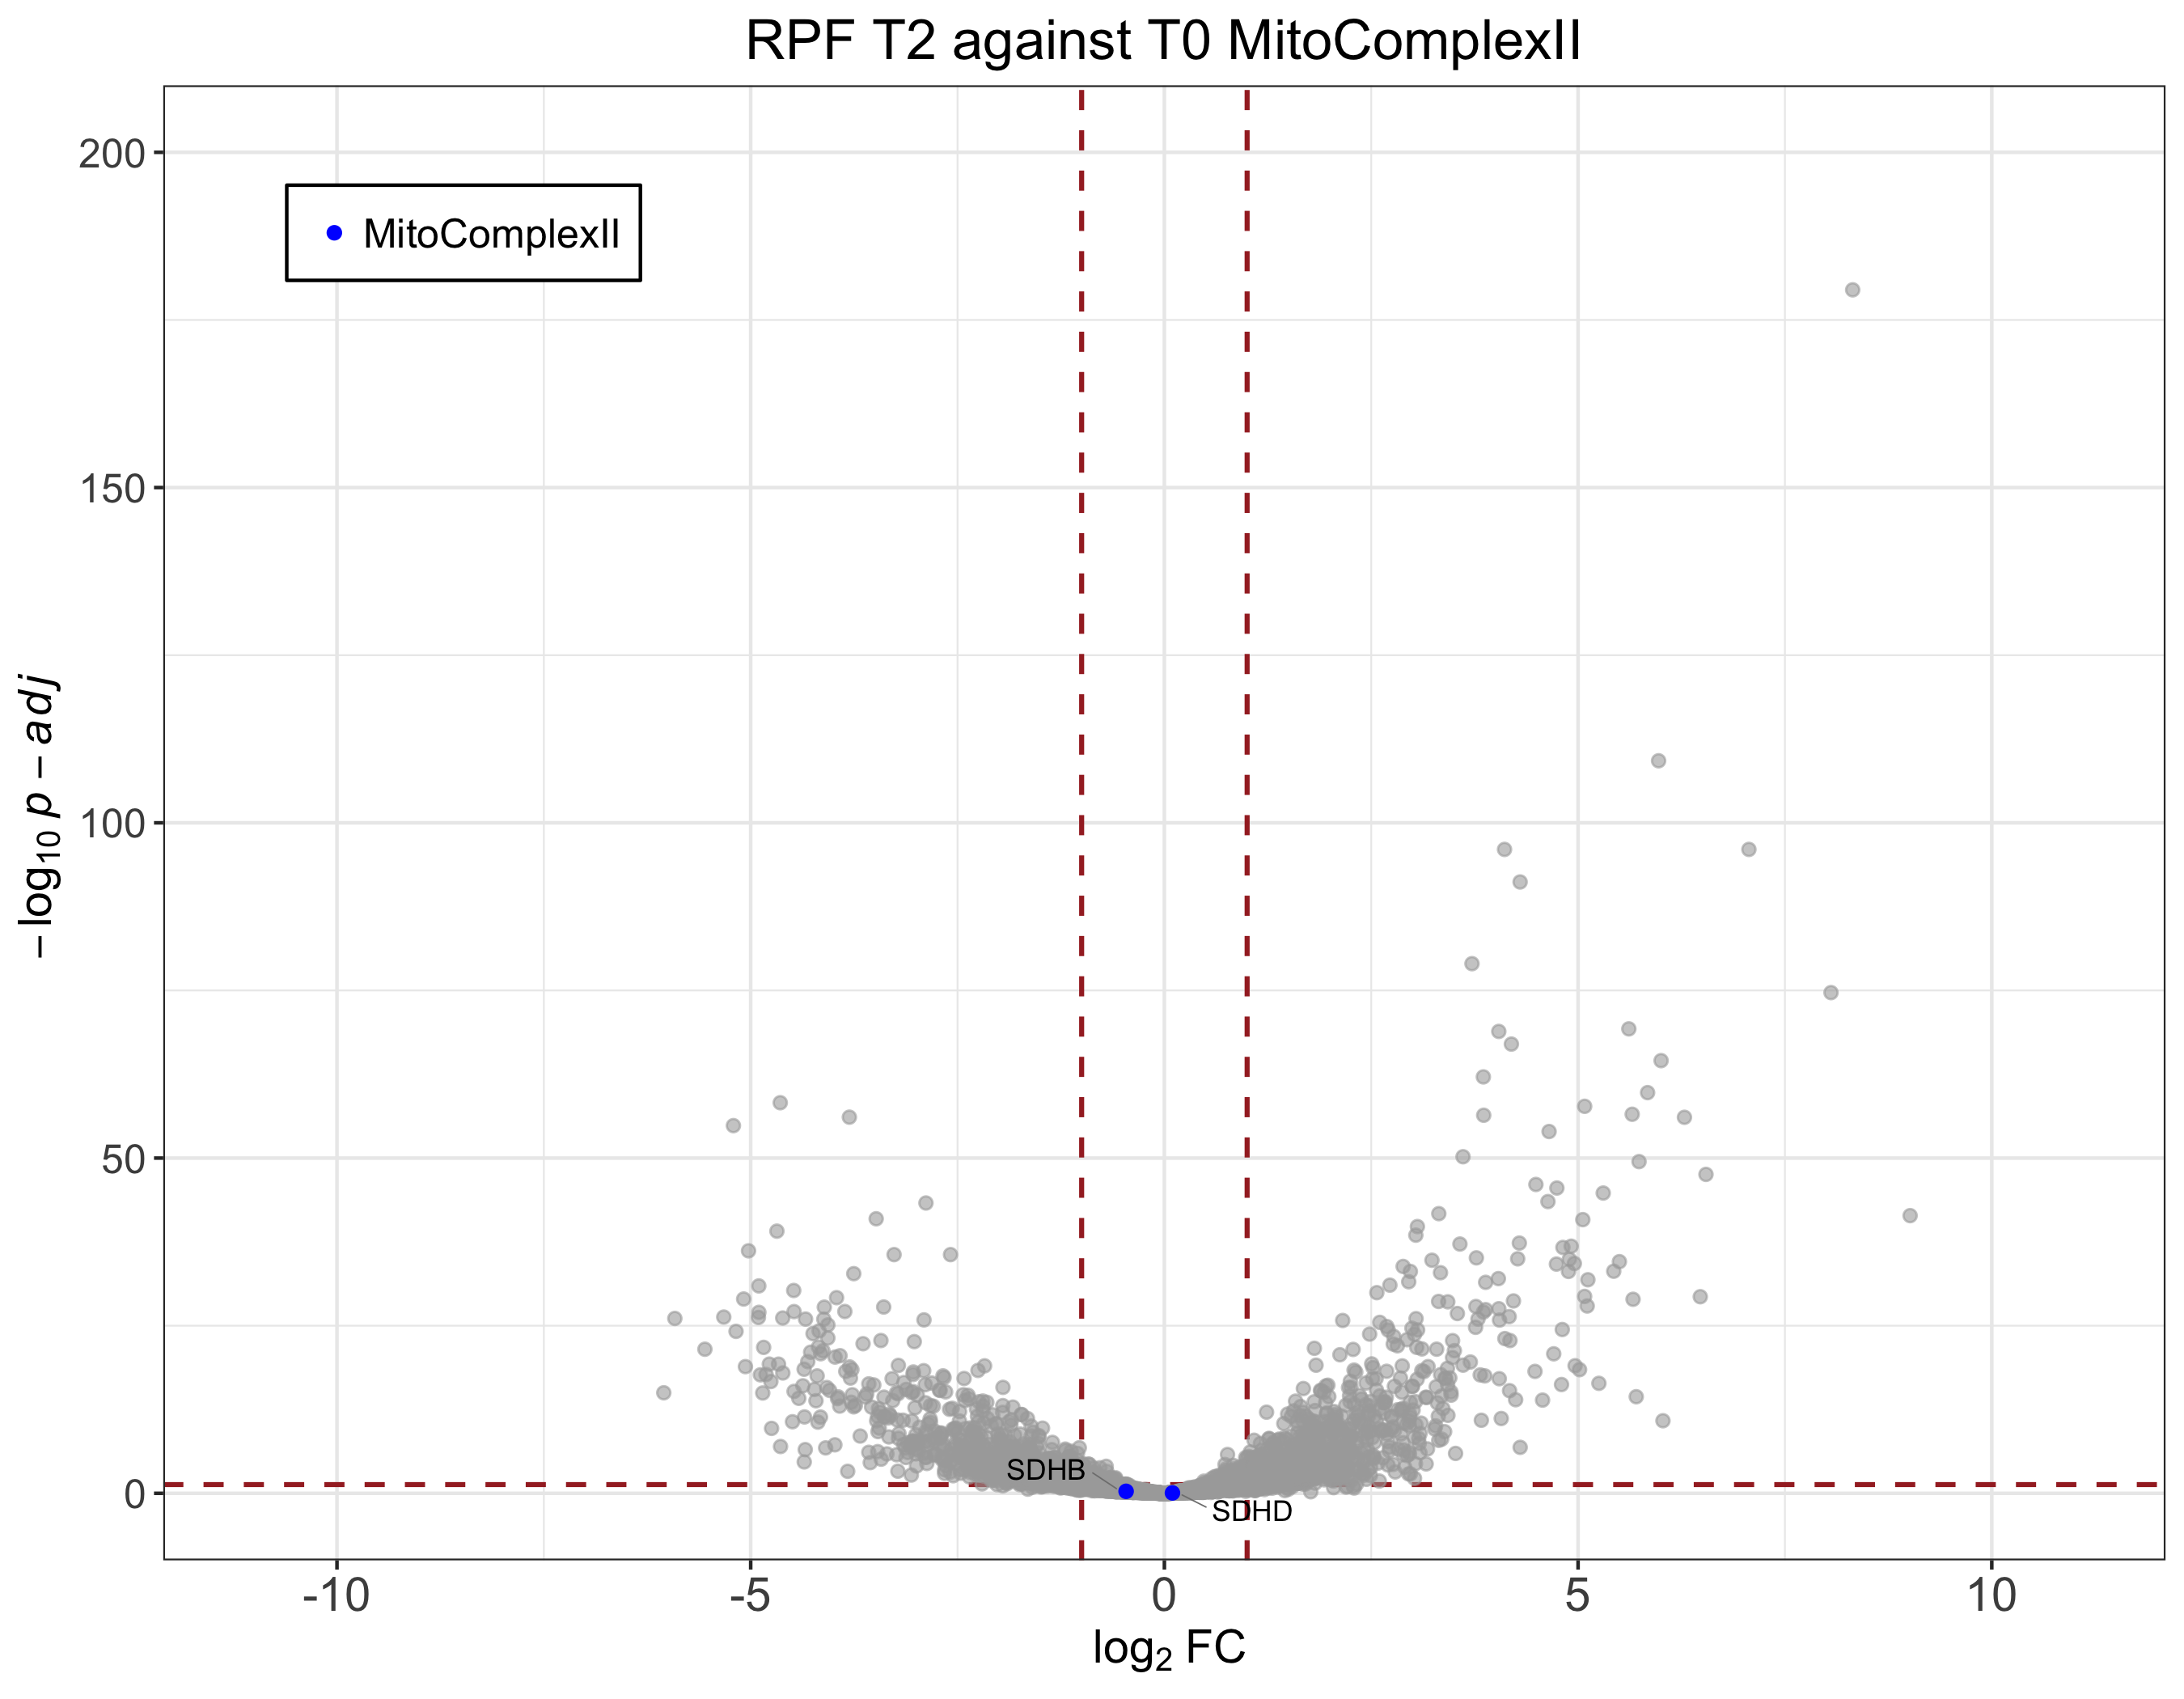 RPF T2 against T0 MitoComplexII
200
MitoComplexII
150
100
50
0
−log10 p − adj
SDHB
SDHD
-10 -5 0 5 10
log2 FC